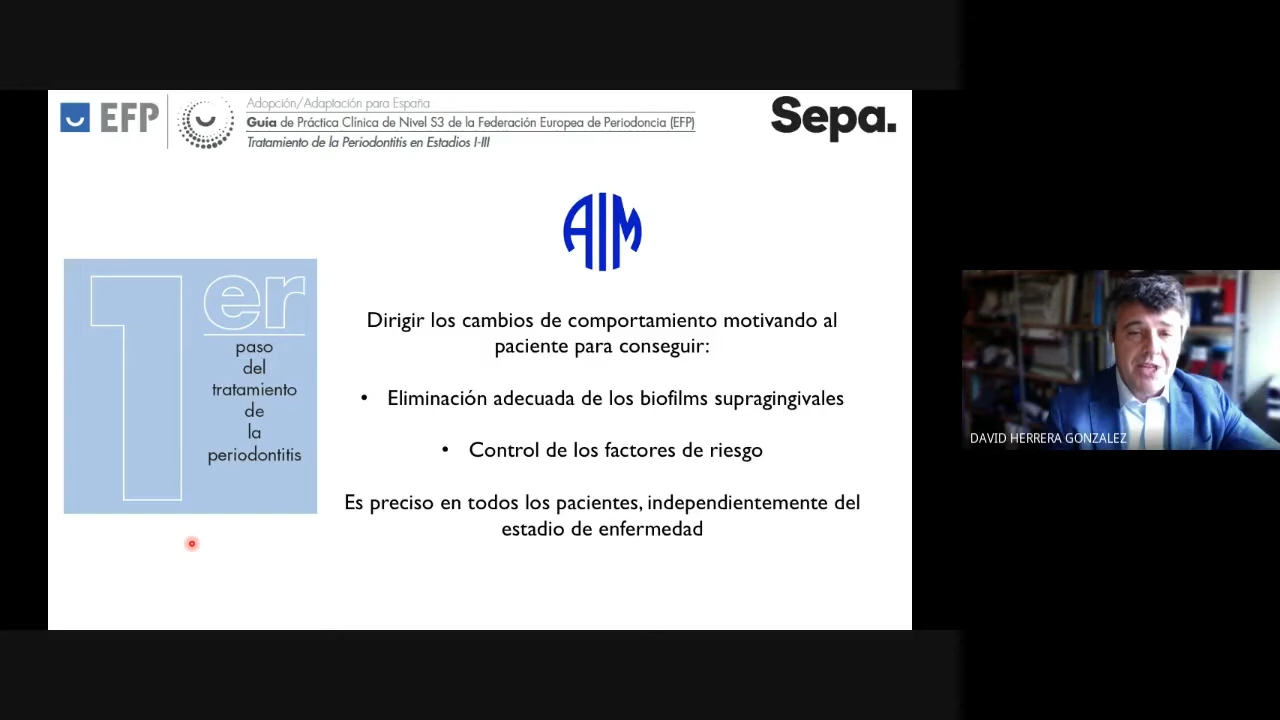 EFP
Adopción/Adaptación para España
Guía de Práctica Clínica de Nivel S3 de la Federación Europea de Periodoncia (EFP)
Tratamiento de la Periodontitis en Estadios I-III
Sepa.
AIM
1er
paso
del
tratamiento
de
la
periodontitis
Dirigir los cambios de comportamiento motivando al
paciente para conseguir:
• Eliminación adecuada de los biofilms supragingivales
• Control de los factores de riesgo
Es preciso en todos los pacientes, independientemente del
estadio de enfermedad
DAVID HERRERA GONZALEZ